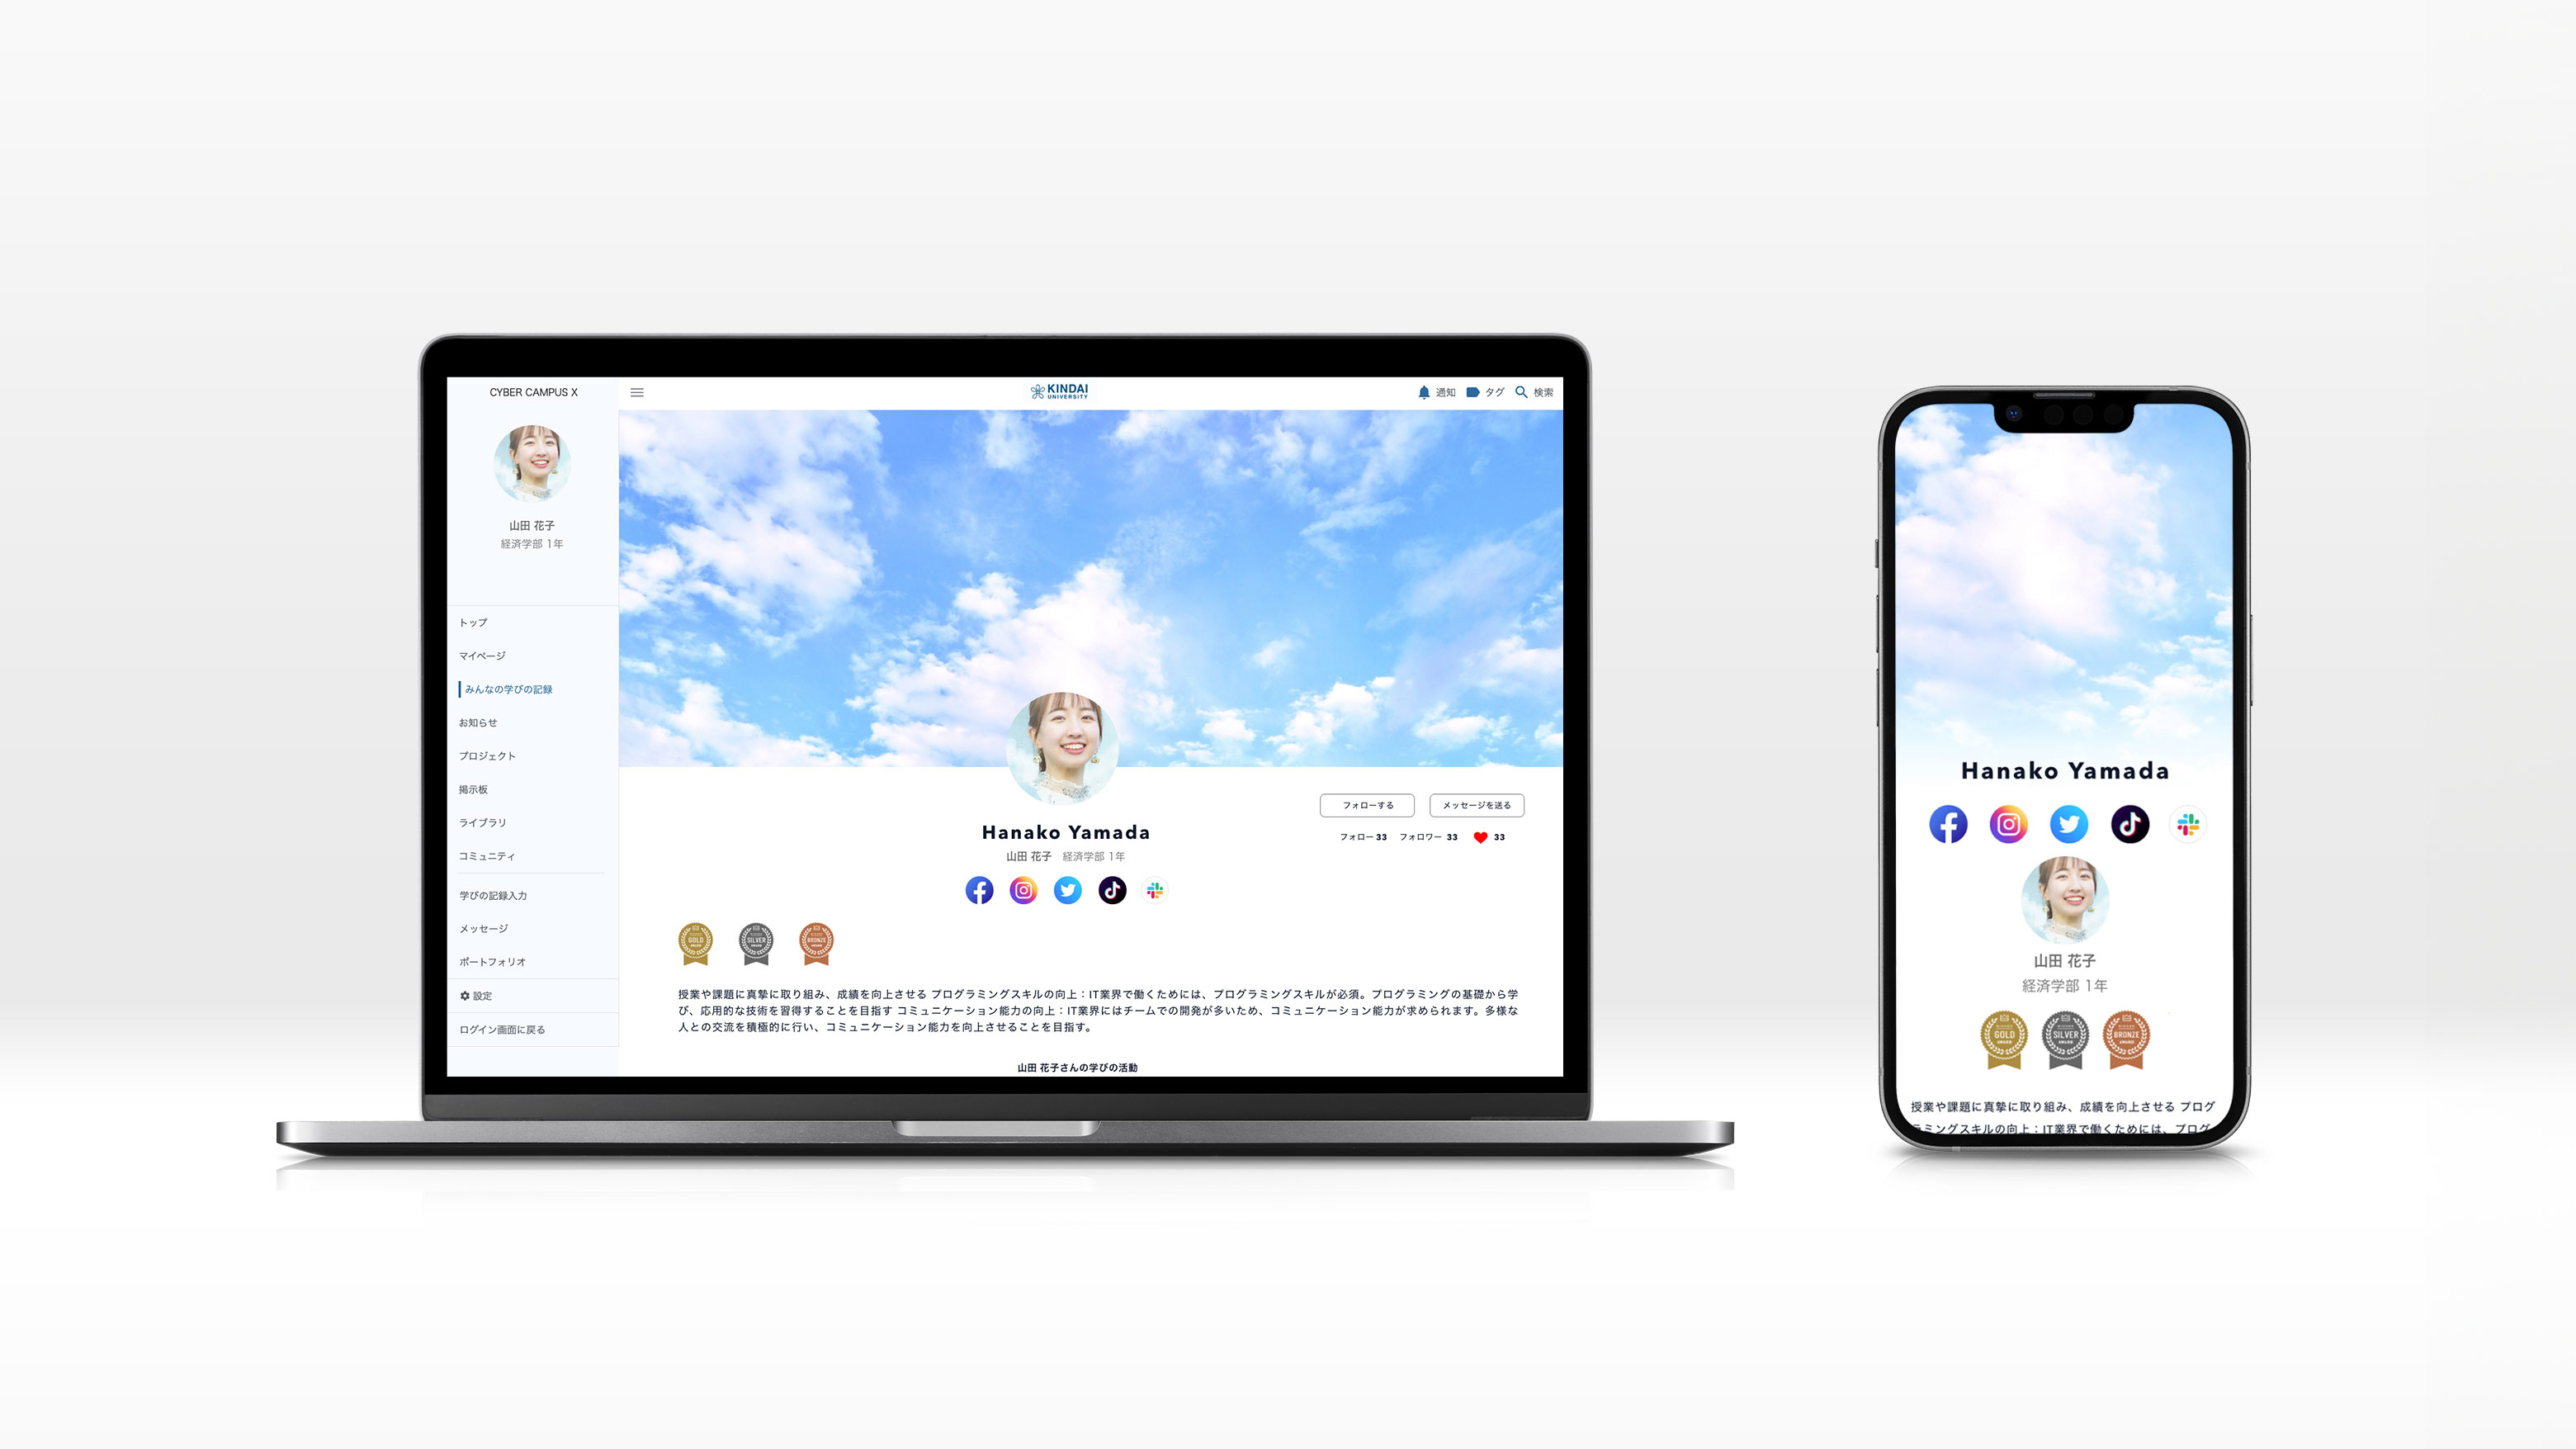 CYBER CAMPUS X
KINDAI
UNIVERSITY
通知 タグ 検索
山田 花子
経済学部 1年
トップ
マイページ
みんなの学びの記録
お知らせ
プロジェクト
掲示板
ライブラリ
コミュニティ
学びの記録入力
メッセージ
ポートフォリオ
設定
ログイン画面に戻る
フォローする メッセージを送る
フォロー 33 フォロワー 33 33
Hanako Yamada
山田 花子 経済学部 1年
GOLD SILVER BRONZE
授業や課題に真摯に取り組み、成績を向上させる プログラミングスキルの向上：IT業界で働くためには、プログラミングスキルが必須。プログラミングの基礎から学
び、応用的な技術を習得することを目指す コミュニケーション能力の向上：IT業界にはチームでの開発が多いため、コミュニケーション能力が求められます。多様な
人との交流を積極的に行い、コミュニケーション能力を向上させることを目指す。
山田 花子さんの学びの活動
Hanako Yamada
山田 花子
経済学部 1年
GOLD SILVER BRONZE
授業や課題に真摯に取り組み、成績を向上させる プログ
ラミングスキルの向上：IT業界で働くためには、プログ